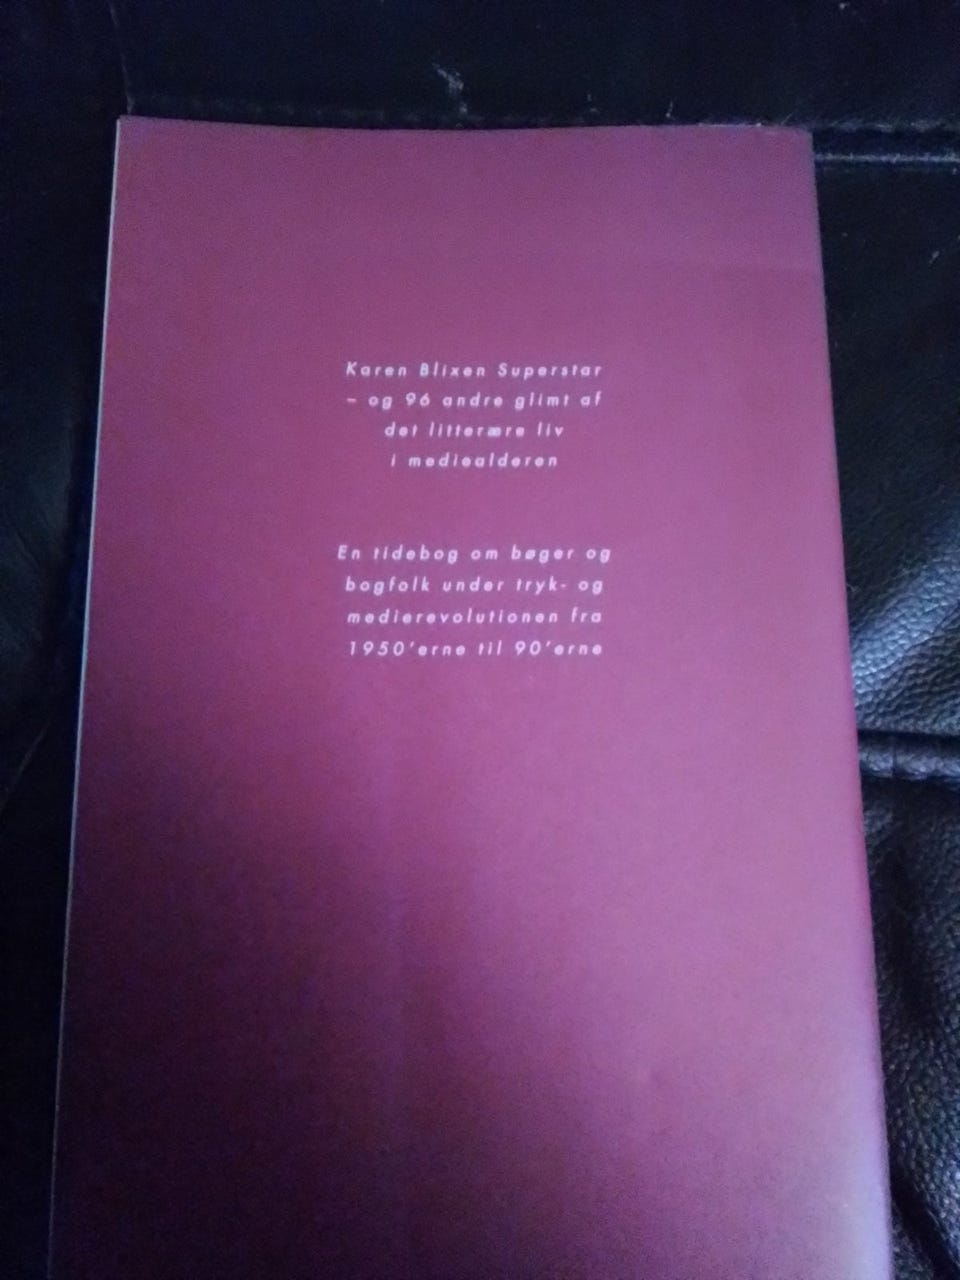 Karen Blixen Superstar
– og 96 andre glimt af
det litterære liv
i mediealderen
En tidebog om bøger og
bogfolk under tryk- og
medierevolutionen fra
1950'erne til 90'erne